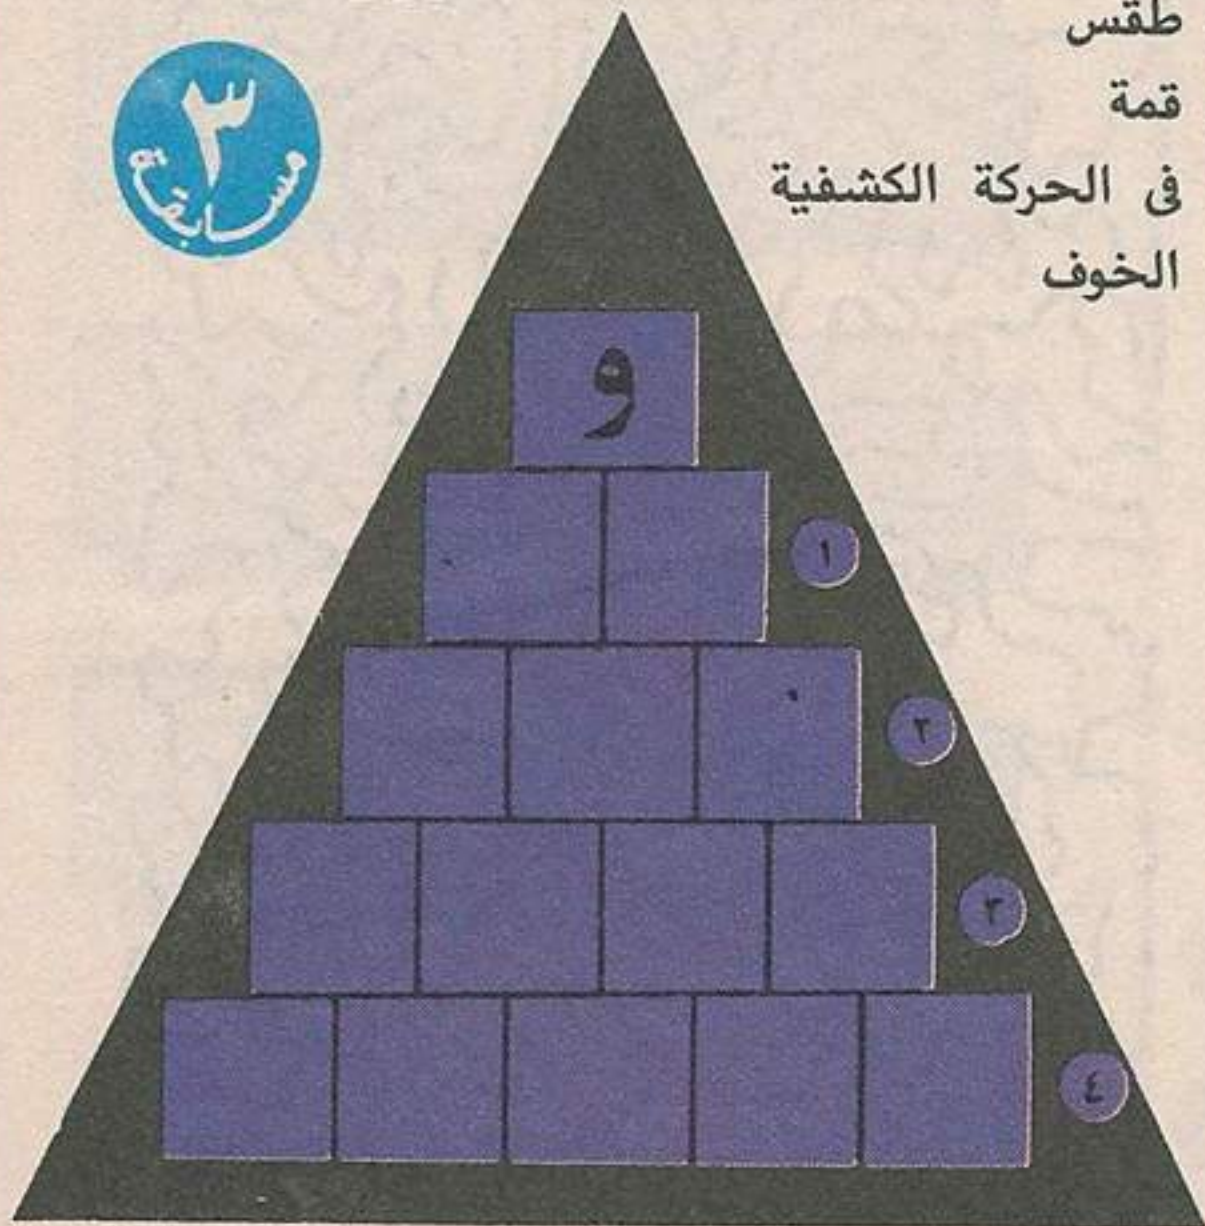 طقس
قمة
فى الحركة الكشفية
الخوف
٣
مسابقة
و
١
٢
٣
٤